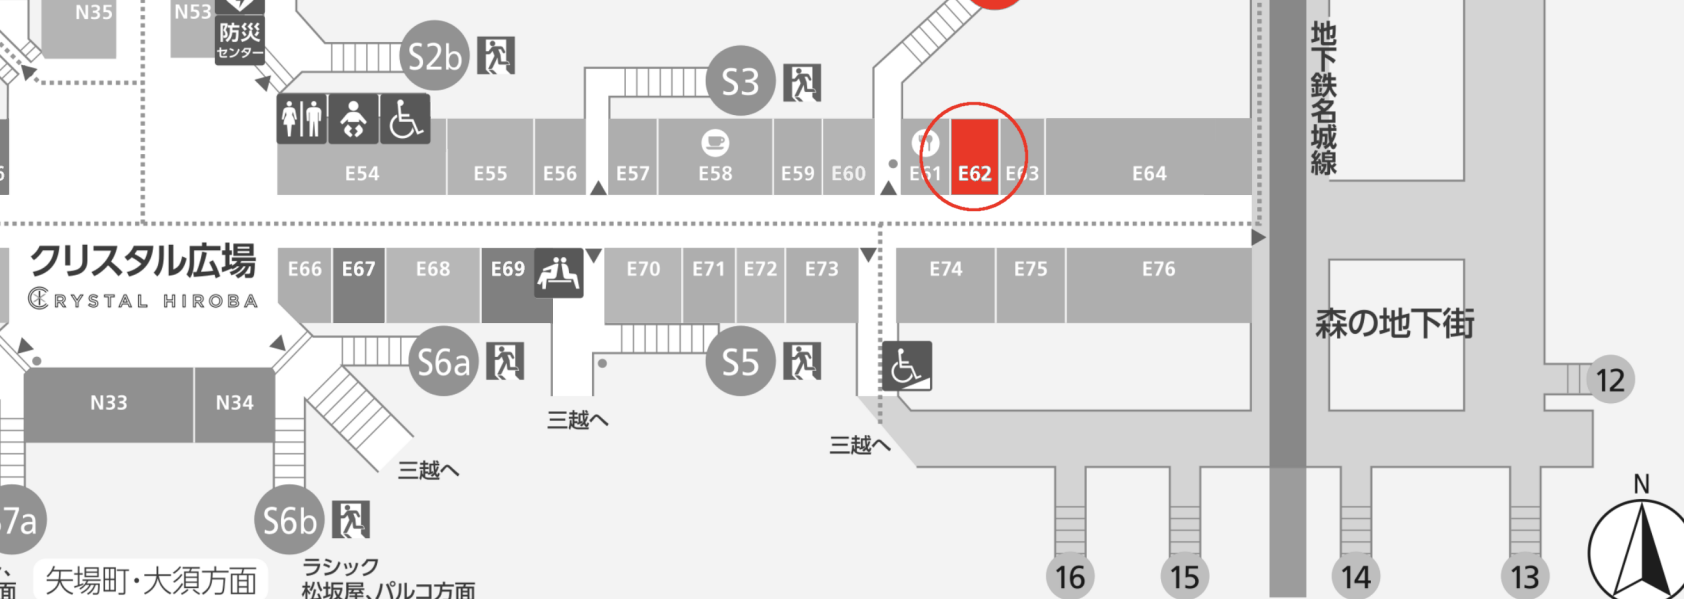 N35
N53
防災
センター
S2b
S3
地下鉄名城線
E54
E55
E56
E57
E58
E59
E60
E61
E62
E63
E64
クリスタル広場
CRYSTAL HIROBA
E66
E67
E68
E69
E70
E71
E72
E73
E74
E75
E76
森の地下街
S6a
S5
12
N33
N34
三越へ
三越へ
三越へ
N
7a
S6b
ラシック
松坂屋、パルコ方面
矢場町・大須方面
面
16
15
14
13